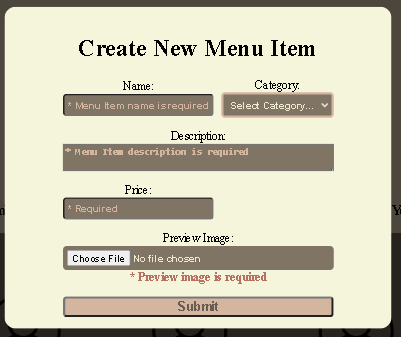 Create New Menu Item
Name:
Category:
* Menu Item name is required
Select Category...
Description:
* Menu Item description is required
Price:
* Required
Preview Image:
Choose File No file chosen
* Preview image is required
Submit